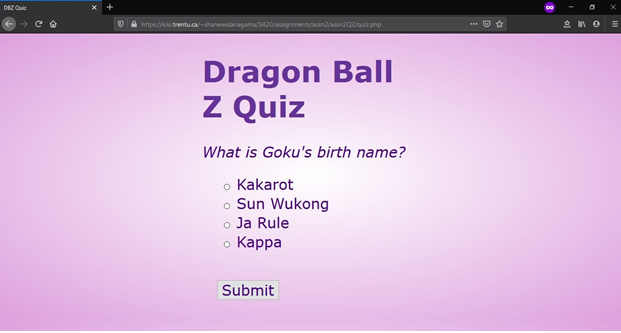 DBZ Quiz
https://loki.trentu.ca/~shanewidanagama/3420/assignments/assn2/assn2Q2/quiz.php
Dragon Ball
Z Quiz
What is Goku's birth name?
Kakarot
Sun Wukong
Ja Rule
Kappa
Submit